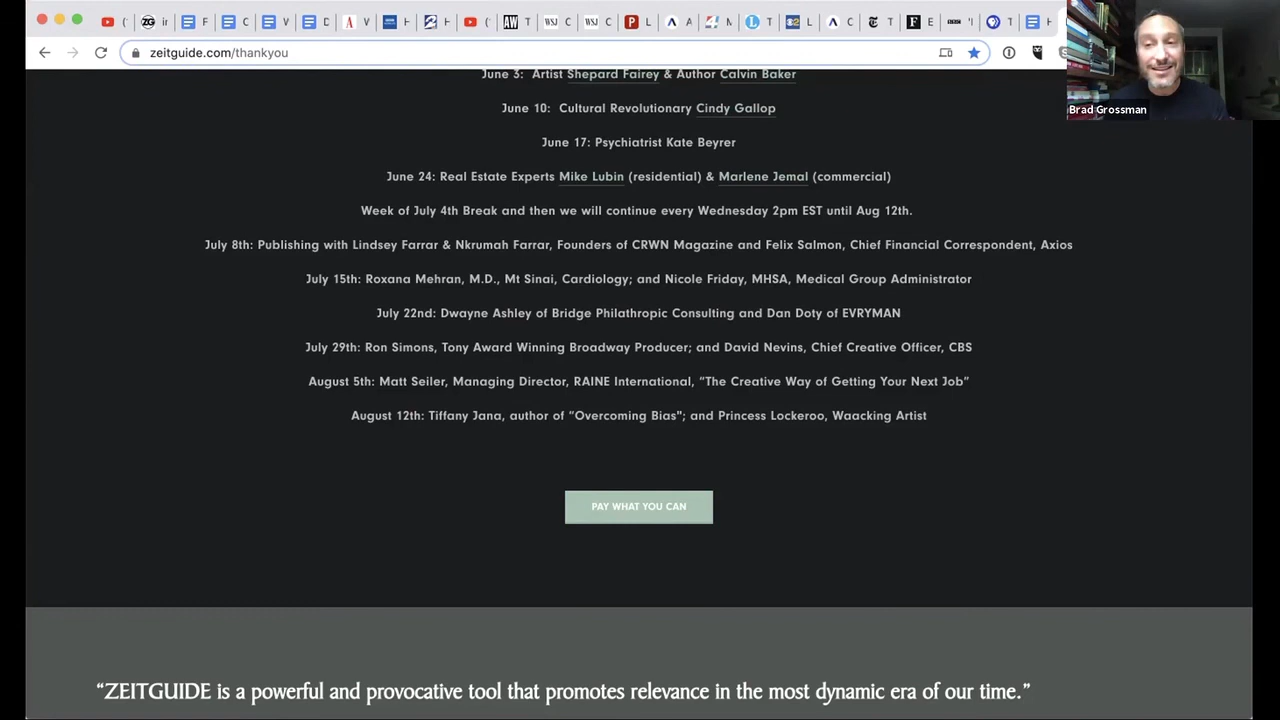 zeitguide.com/thankyou
Brad Grossman
June 3: Artist Shepard Fairey & Author Calvin Baker
June 10: Cultural Revolutionary Cindy Gallop
June 17: Psychiatrist Kate Beyrer
June 24: Real Estate Experts Mike Lubin (residential) & Marlene Jemal (commercial)
Week of July 4th Break and then we will continue every Wednesday 2pm EST until Aug 12th.
July 8th: Publishing with Lindsey Farrar & Nkrumah Farrar, Founders of CRWN Magazine and Felix Salmon, Chief Financial Correspondent, Axios
July 15th: Roxana Mehran, M.D., Mt Sinai, Cardiology; and Nicole Friday, MHSA, Medical Group Administrator
July 22nd: Dwayne Ashley of Bridge Philathropic Consulting and Dan Doty of EVRYMAN
July 29th: Ron Simons, Tony Award Winning Broadway Producer; and David Nevins, Chief Creative Officer, CBS
August 5th: Matt Seiler, Managing Director, RAINE International, “The Creative Way of Getting Your Next Job”
August 12th: Tiffany Jana, author of "Overcoming Bias"; and Princess Lockeroo, Waacking Artist
PAY WHAT YOU CAN
“ZEITGUIDE is a powerful and provocative tool that promotes relevance in the most dynamic era of our time.”